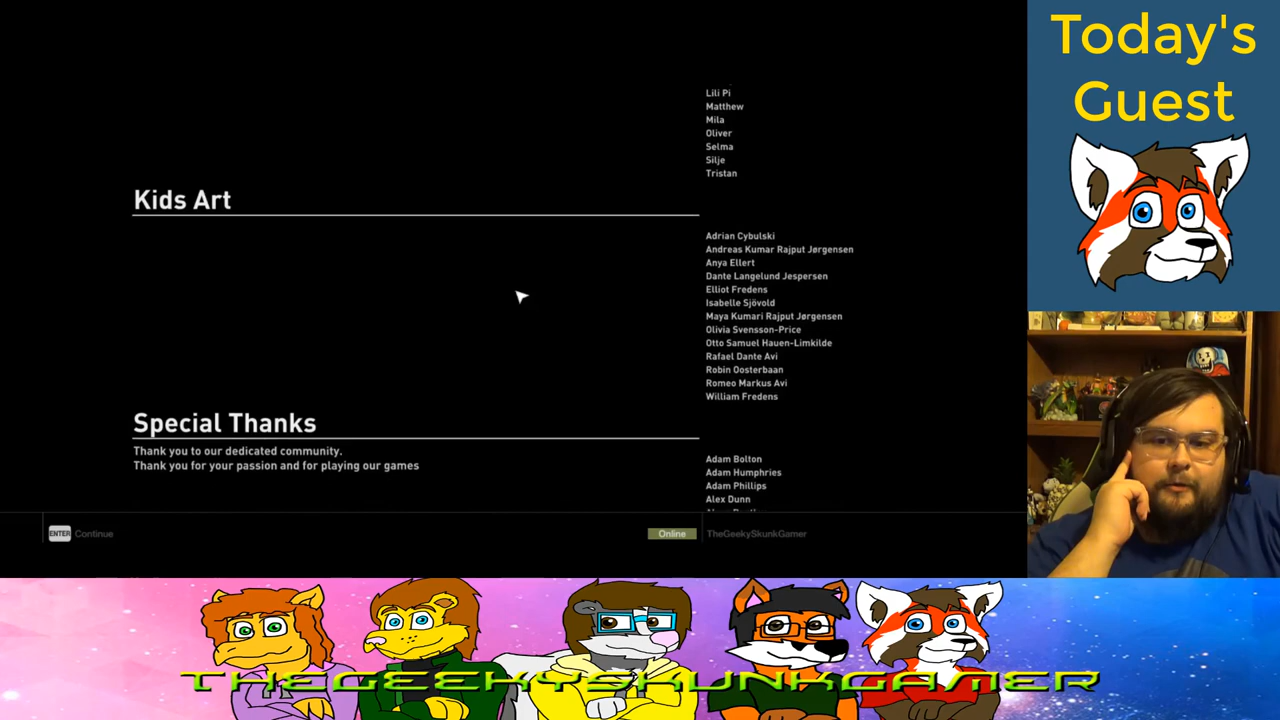 Lili Pi
Matthew
Mila
Oliver
Selma
Silje
Tristan
Kids Art
Adrian Cybulski
Andreas Kumar Rajput Jørgensen
Anya Ellert
Dante Langelund Jespersen
Elliot Fredens
Isabelle Sjövold
Maya Kumari Rajput Jørgensen
Olivia Svensson-Price
Otto Samuel Hauen-Limkilde
Rafael Dante Avi
Robin Oosterbaan
Romeo Markus Avi
William Fredens
Special Thanks
Thank you to our dedicated community.
Thank you for your passion and for playing our games
Adam Bolton
Adam Humphries
Adam Phillips
Alex Dunn
ENTER Continue
Online TheGeekySkunkGamer
Today's
Guest
THEGEEKYSKUNKGAMER